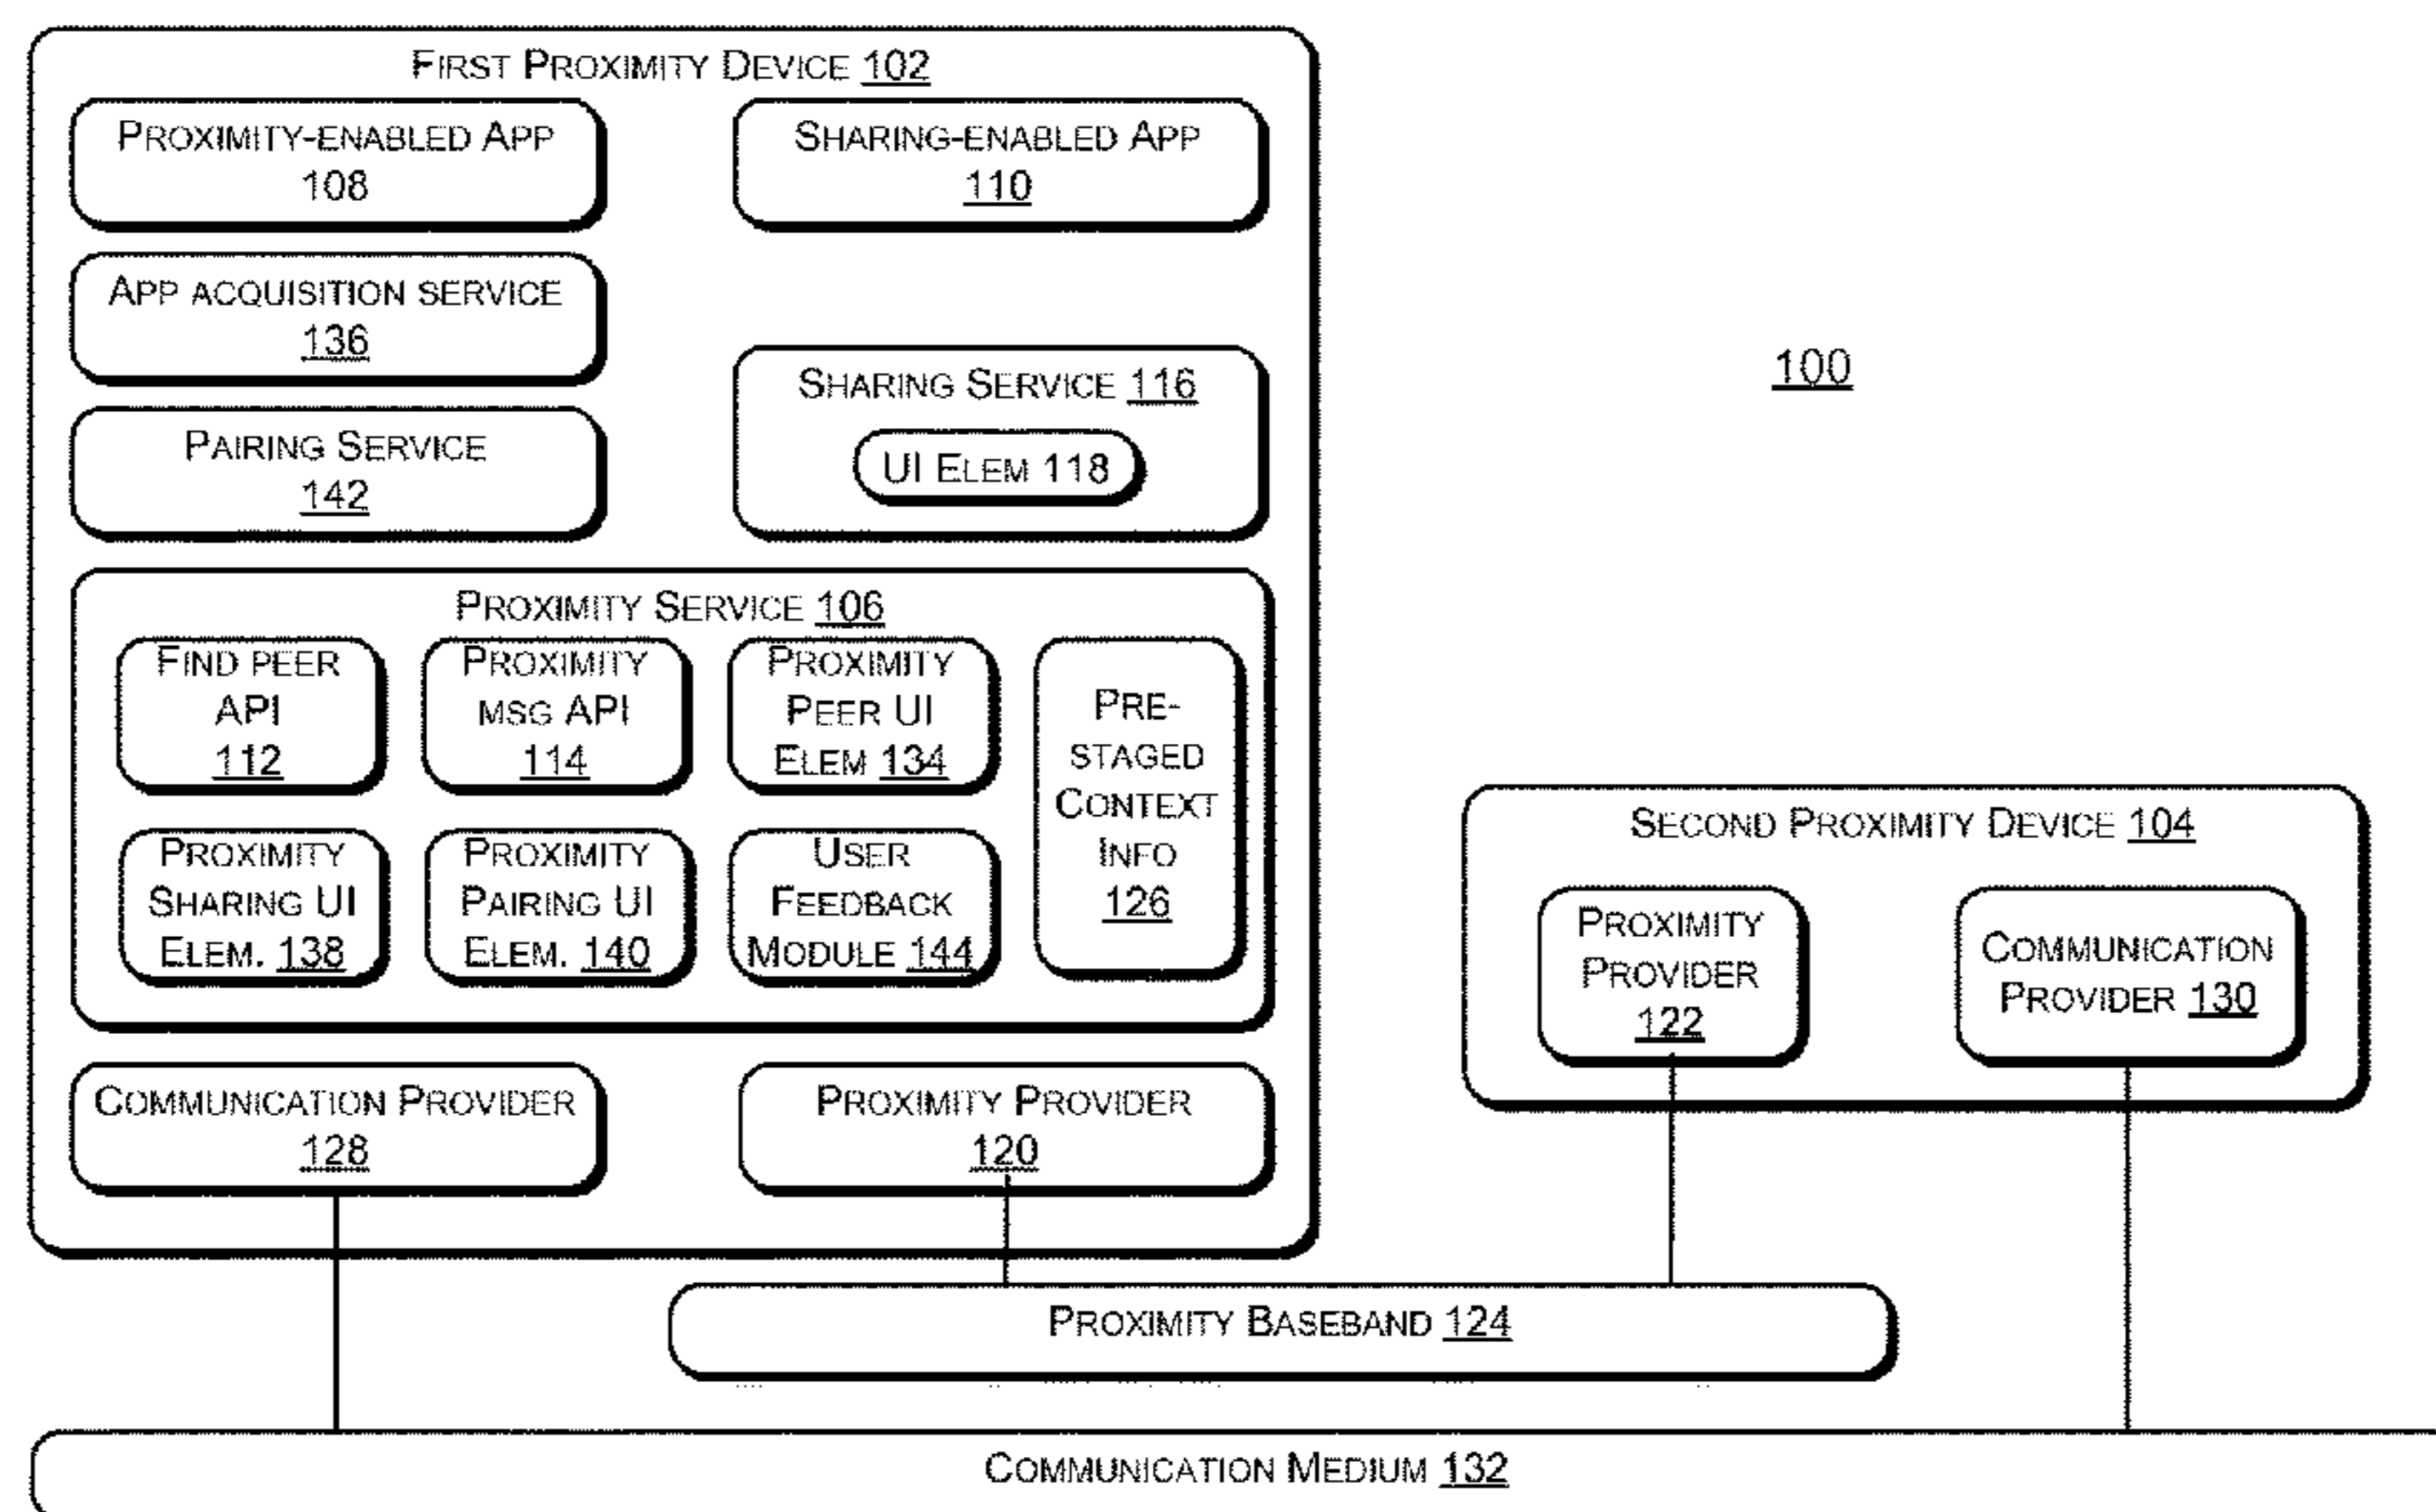 First Proximity Device 102
Proximity-enabled App
108
Sharing-enabled App
110
App acquisition service
136
Sharing Service 116
UI Elem 118
Pairing Service
142
100
Proximity Service 106
Find peer
API
112
Proximity
msg API
114
Proximity
Peer UI
Elem 134
Pre-
staged
Context
Info
126
Proximity
Sharing UI
Elem. 138
Proximity
Pairing UI
Elem. 140
User
Feedback
Module 144
Second Proximity Device 104
Proximity
Provider
122
Communication
Provider 130
Communication Provider
128
Proximity Provider
120
Proximity Baseband 124
Communication Medium 132